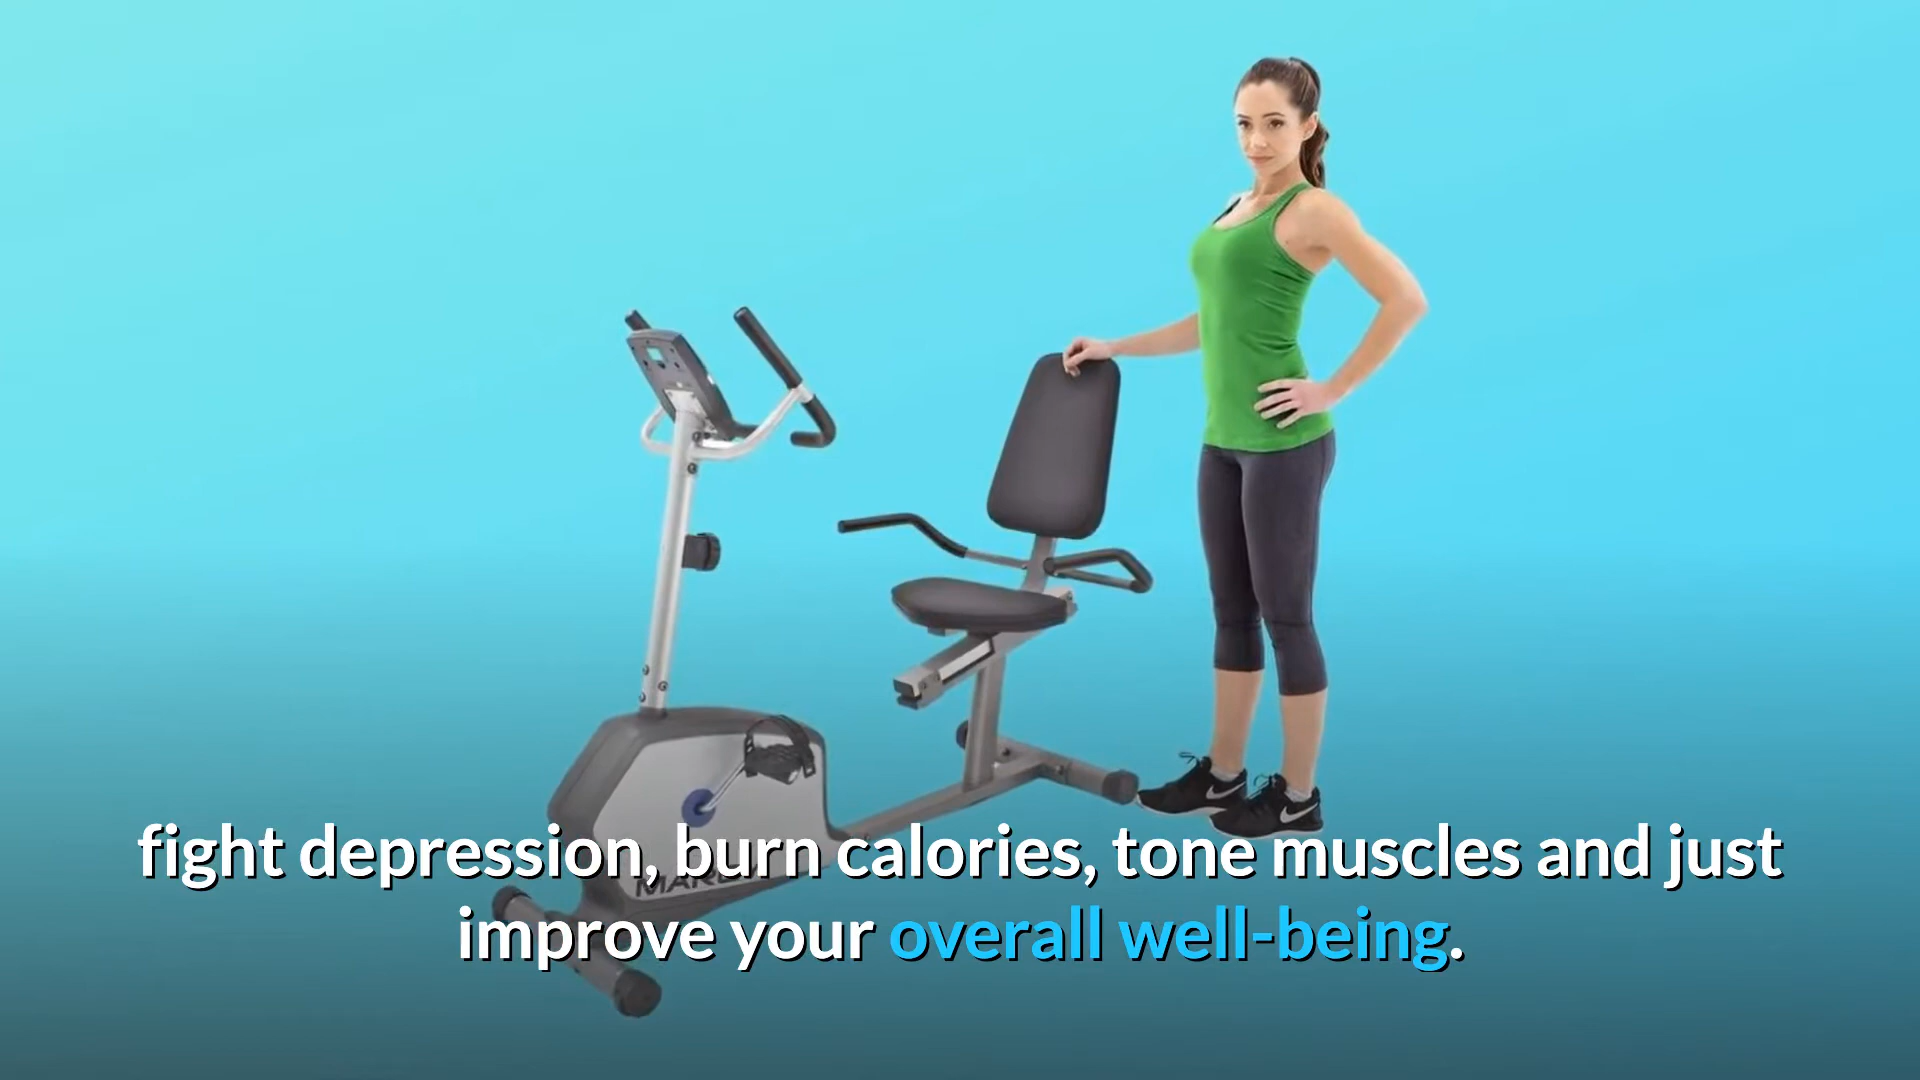 fight depression, burn calories, tone muscles and just
improve your overall well-being.